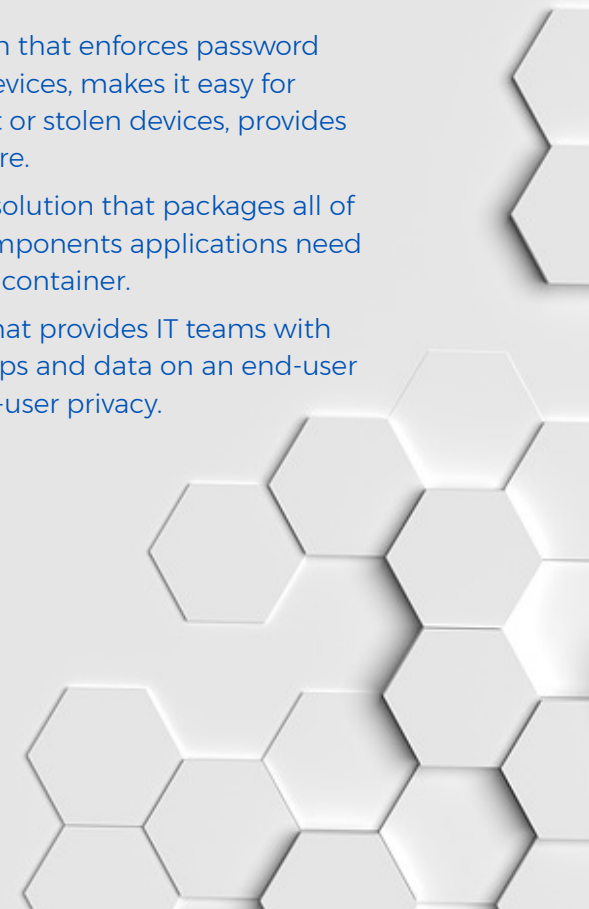 that enforces password
evices, makes it easy for
or stolen devices, provides
re.
solution that packages all of
mponents applications need
container.
hat provides IT teams with
ps and data on an end-user
-user privacy.